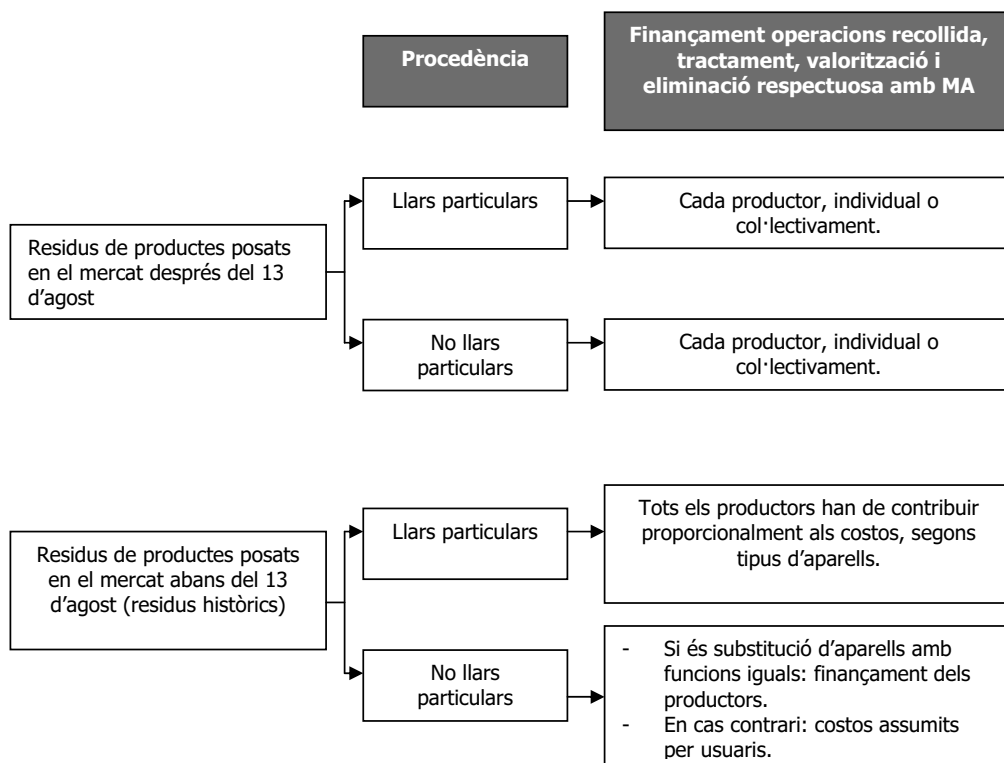 Procedència
Finançament operacions recollida,
tractament, valorització i
eliminació respectuosa amb MA
Residus de productes posats
en el mercat després del 13
d’agost
Llars particulars
Cada productor, individual o
col·lectivament.
No llars
particulars
Cada productor, individual o
col·lectivament.
Residus de productes posats
en el mercat abans del 13
d’agost (residus històrics)
Llars particulars
Tots els productors han de contribuir
proporcionalment als costos, segons
tipus d’aparells.
No llars
particulars
- Si és substitució d’aparells amb
funcions iguals: finançament dels
productors.
- En cas contrari: costos assumits
per usuaris.